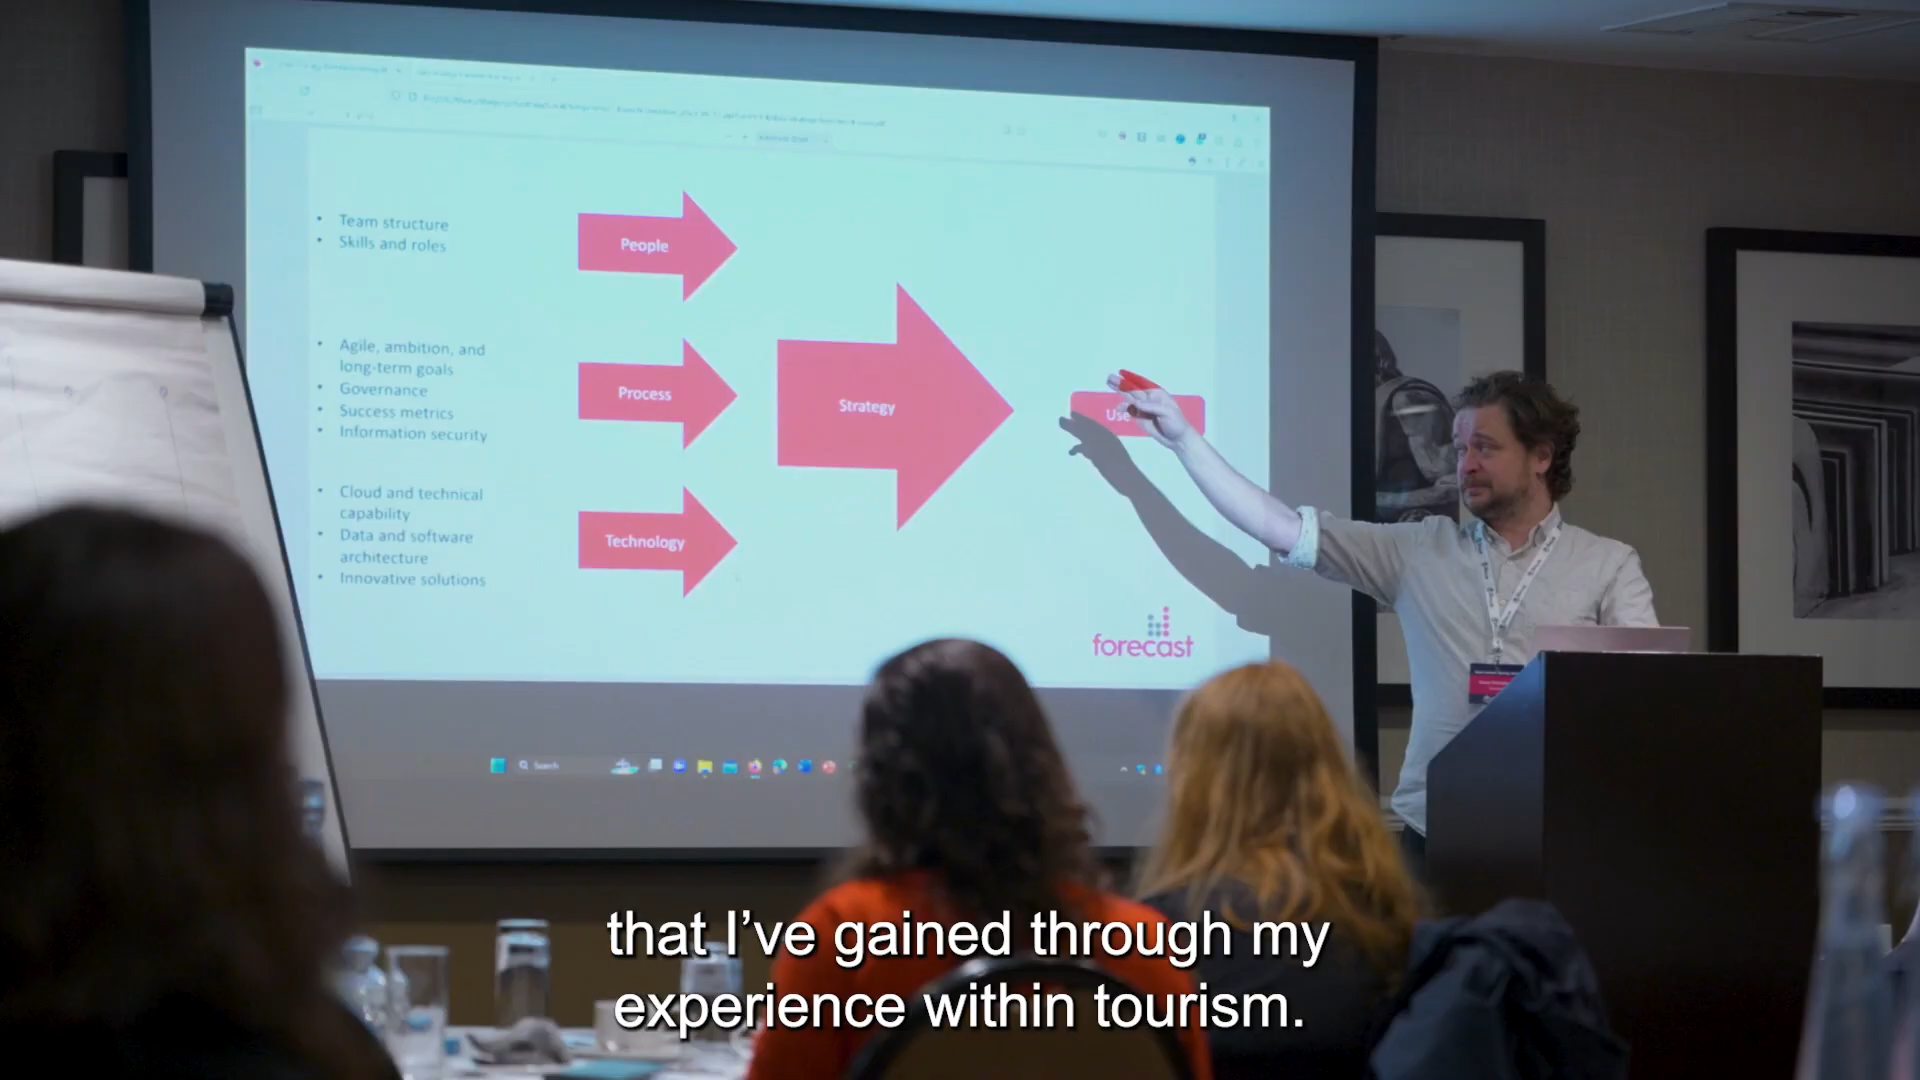 Team structure
Skills and roles
People
Agile, ambition, and
long-term goals
Governance
Success metrics
Information security
Process
Strategy
Use
Cloud and technical
capability
Data and software
architecture
Innovative solutions
Technology
forecast
Search
that I’ve gained through my
experience within tourism.